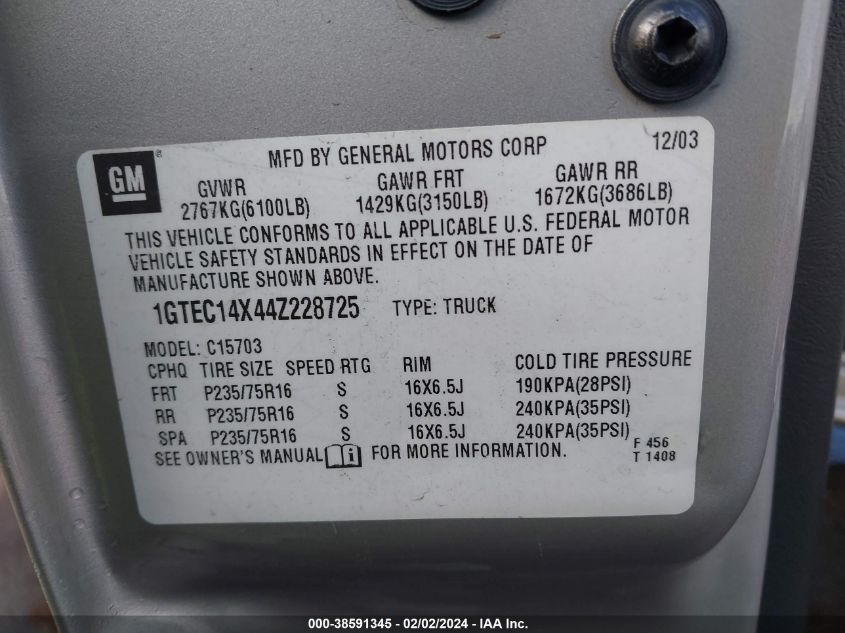 GM
®
MFD BY GENERAL MOTORS CORP 12/03
GVWR GAWR FRT GAWR RR
2767KG(6100LB) 1429KG(3150LB) 1672KG(3686LB)
THIS VEHICLE CONFORMS TO ALL APPLICABLE U.S. FEDERAL MOTOR
VEHICLE SAFETY STANDARDS IN EFFECT ON THE DATE OF
MANUFACTURE SHOWN ABOVE.
1GTEC14X44Z228725 TYPE: TRUCK
MODEL: C15703
CPHQ TIRE SIZE SPEED RTG RIM COLD TIRE PRESSURE
FRT P235/75R16 S 16X6.5J 190KPA(28PSI)
RR P235/75R16 S 16X6.5J 240KPA(35PSI)
SPA P235/75R16 S 16X6.5J 240KPA(35PSI)
SEE OWNER'S MANUAL i FOR MORE INFORMATION.
F 456
T 1408
000-38591345 - 02/02/2024 - IAA Inc.